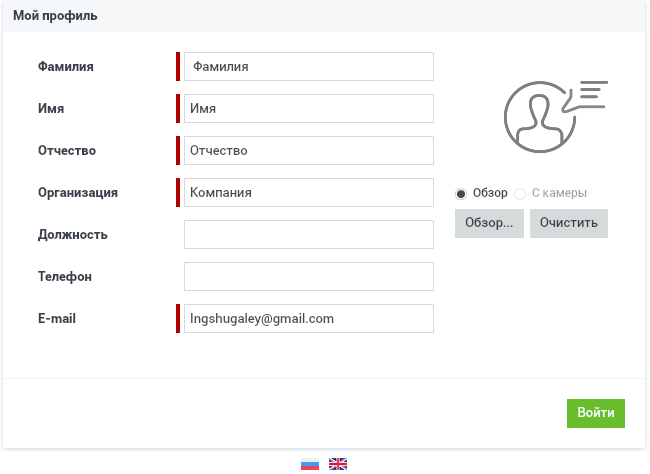 Мой профиль
Фамилия Фамилия
Имя Имя
Отчество Отчество
Организация Компания
Обзор С камеры
Обзор... Очистить
Должность
Телефон
E-mail Ingshugaley@gmail.com
Войти